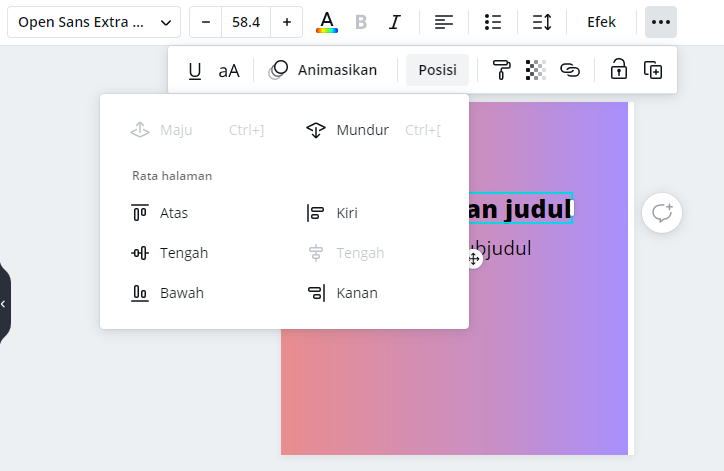 Open Sans Extra ...
– 58.4 +
A B I Efek ...
U aA Animasikan Posisi
Maju Ctrl+]
Mundur Ctrl+[
Rata halaman
Atas
Kiri
Tengah
Tengah
Bawah
Kanan
an judul
bjudul